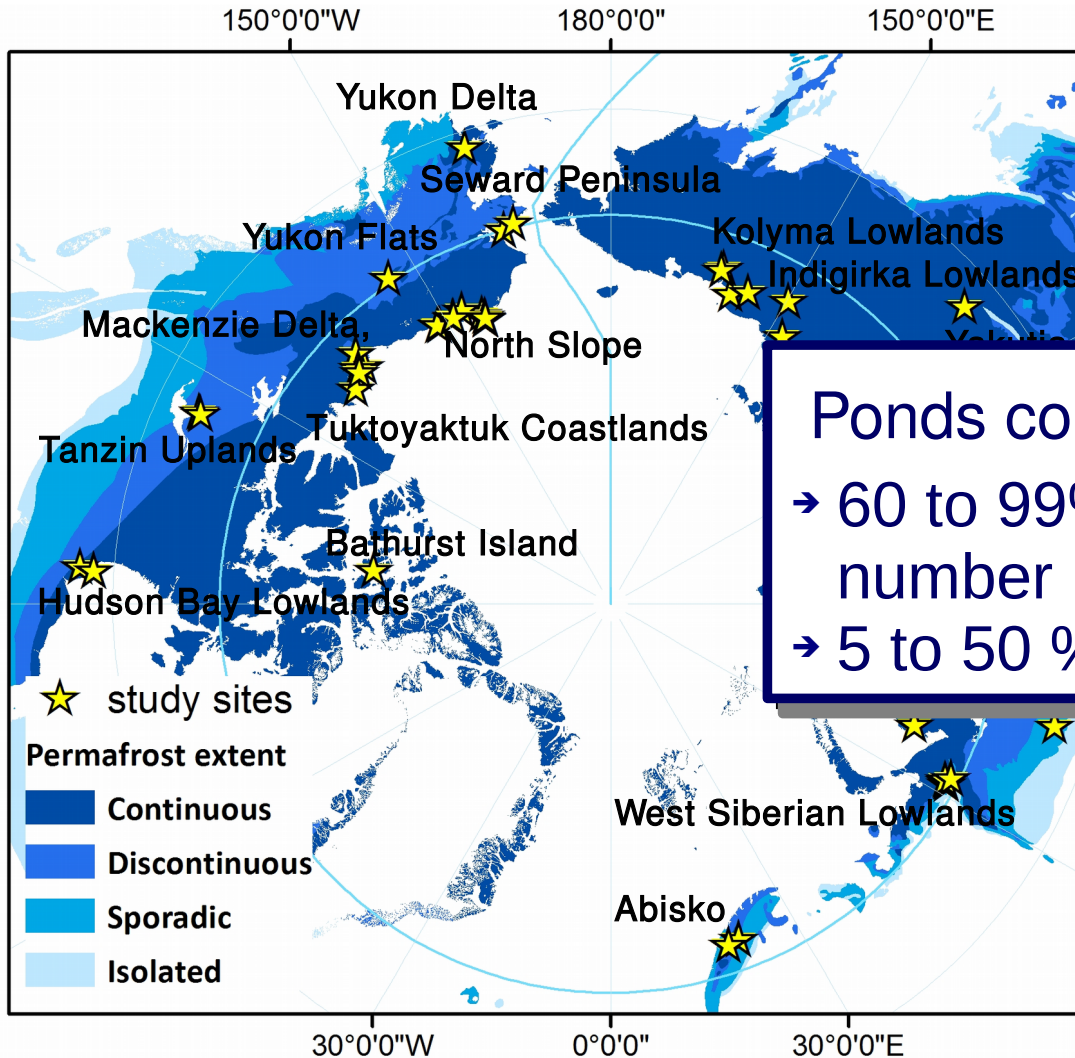 150°0'0"W
180°0'0"
150°0'0"E
Yukon Delta
Seward Peninsula
Yukon Flats
Kolyma Lowlands
Indigirka Lowlands
Mackenzie Delta,
North Slope
Tuktoyaktuk Coastlands
Tanzin Uplands
Bathurst Island
Hudson Bay Lowlands
Ponds co
60 to 99
number
5 to 50 %
study sites
Permafrost extent
Continuous
Discontinuous
Sporadic
Isolated
West Siberian Lowlands
Abisko
30°0'0"W
0°0'0"
30°0'0"E